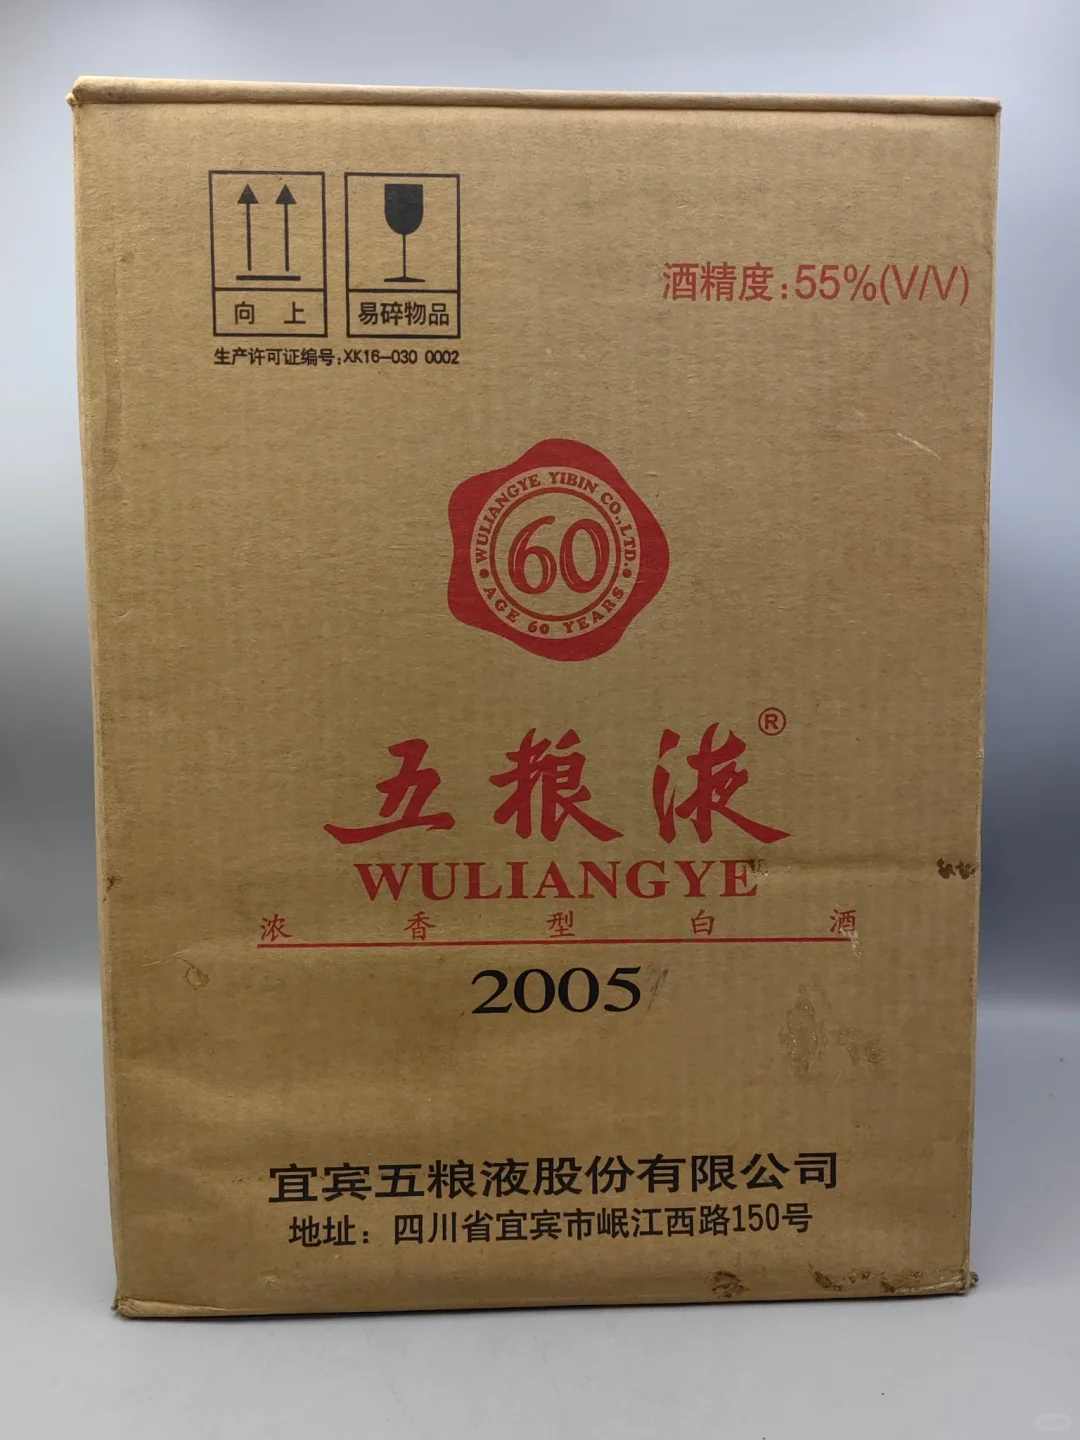 向 上
易碎物品
生产许可证编号:XK16-030 0002
酒精度:55%(V/V)
WULIANGYE YIBIN CO.,LTD.
60
AGE 60 YEARS
五粮液®
WULIANGYE
浓香型白酒
2005
宜宾五粮液股份有限公司
地址：四川省宜宾市岷江西路150号